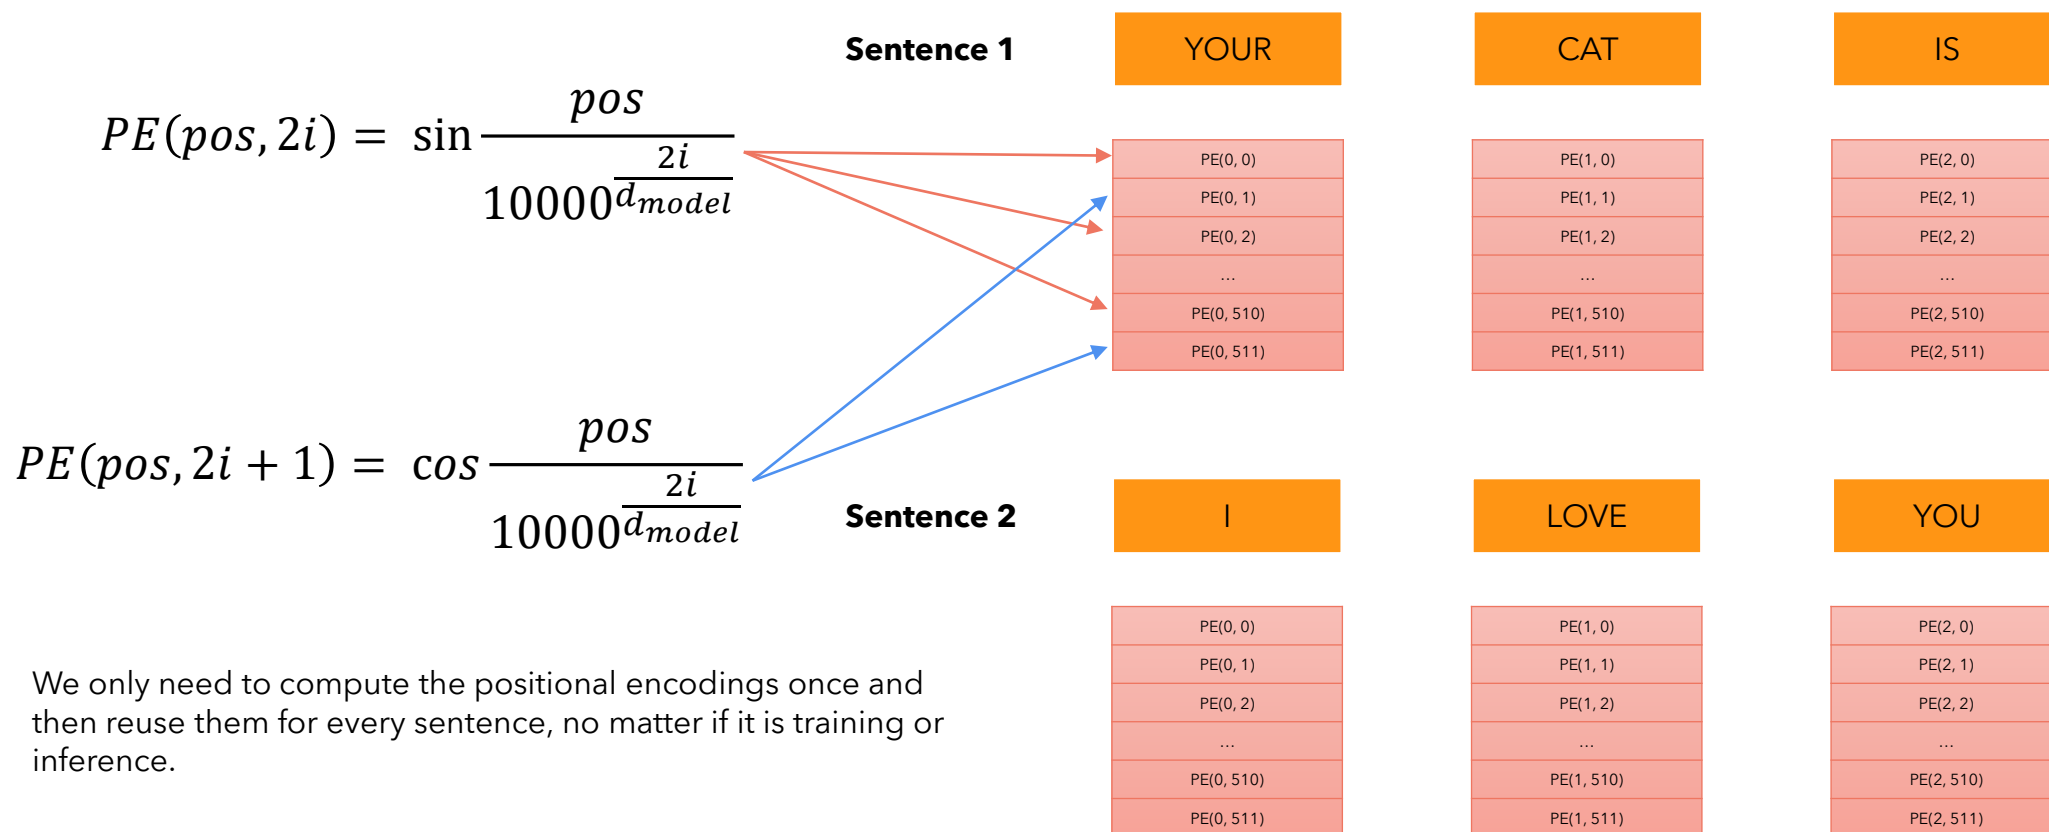 Sentence 1
YOUR CAT IS
PE(pos, 2i) = sin pos / 10000^(2i / d_model)
PE(0, 0) PE(1, 0) PE(2, 0)
PE(0, 1) PE(1, 1) PE(2, 1)
PE(0, 2) PE(1, 2) PE(2, 2)
... ... ...
PE(0, 510) PE(1, 510) PE(2, 510)
PE(0, 511) PE(1, 511) PE(2, 511)
PE(pos, 2i + 1) = cos pos / 10000^(2i / d_model)
Sentence 2
I LOVE YOU
PE(0, 0) PE(1, 0) PE(2, 0)
PE(0, 1) PE(1, 1) PE(2, 1)
PE(0, 2) PE(1, 2) PE(2, 2)
... ... ...
PE(0, 510) PE(1, 510) PE(2, 510)
PE(0, 511) PE(1, 511) PE(2, 511)
We only need to compute the positional encodings once and
then reuse them for every sentence, no matter if it is training or
inference.